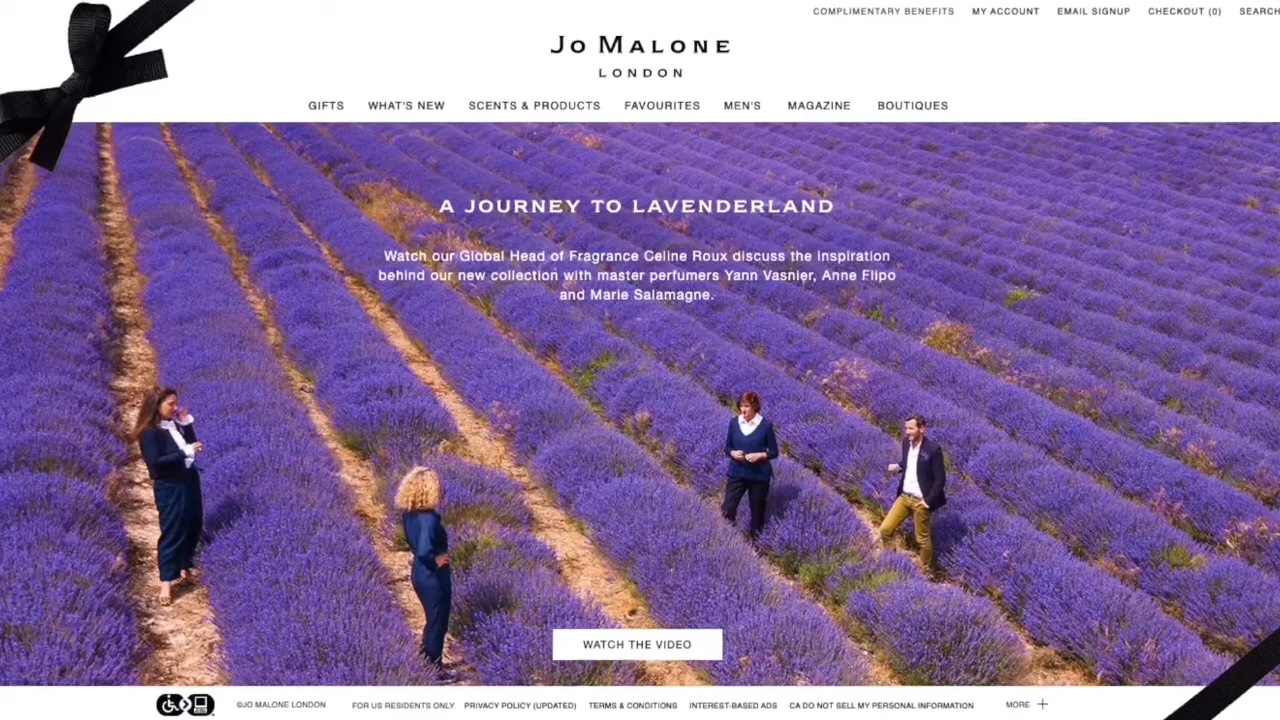 COMPLIMENTARY BENEFITS MY ACCOUNT EMAIL SIGNUP CHECKOUT (0) SEARCH
JO MALONE
LONDON
GIFTS WHAT'S NEW SCENTS & PRODUCTS FAVOURITES MEN'S MAGAZINE BOUTIQUES
A JOURNEY TO LAVENDERLAND
Watch our Global Head of Fragrance Celine Roux discuss the inspiration
behind our new collection with master perfumers Yann Vasnier, Anne Flipo
and Marie Salamagne.
WATCH THE VIDEO
©JO MALONE LONDON FOR US RESIDENTS ONLY PRIVACY POLICY (UPDATED) TERMS & CONDITIONS INTEREST-BASED ADS CA DO NOT SELL MY PERSONAL INFORMATION MORE +